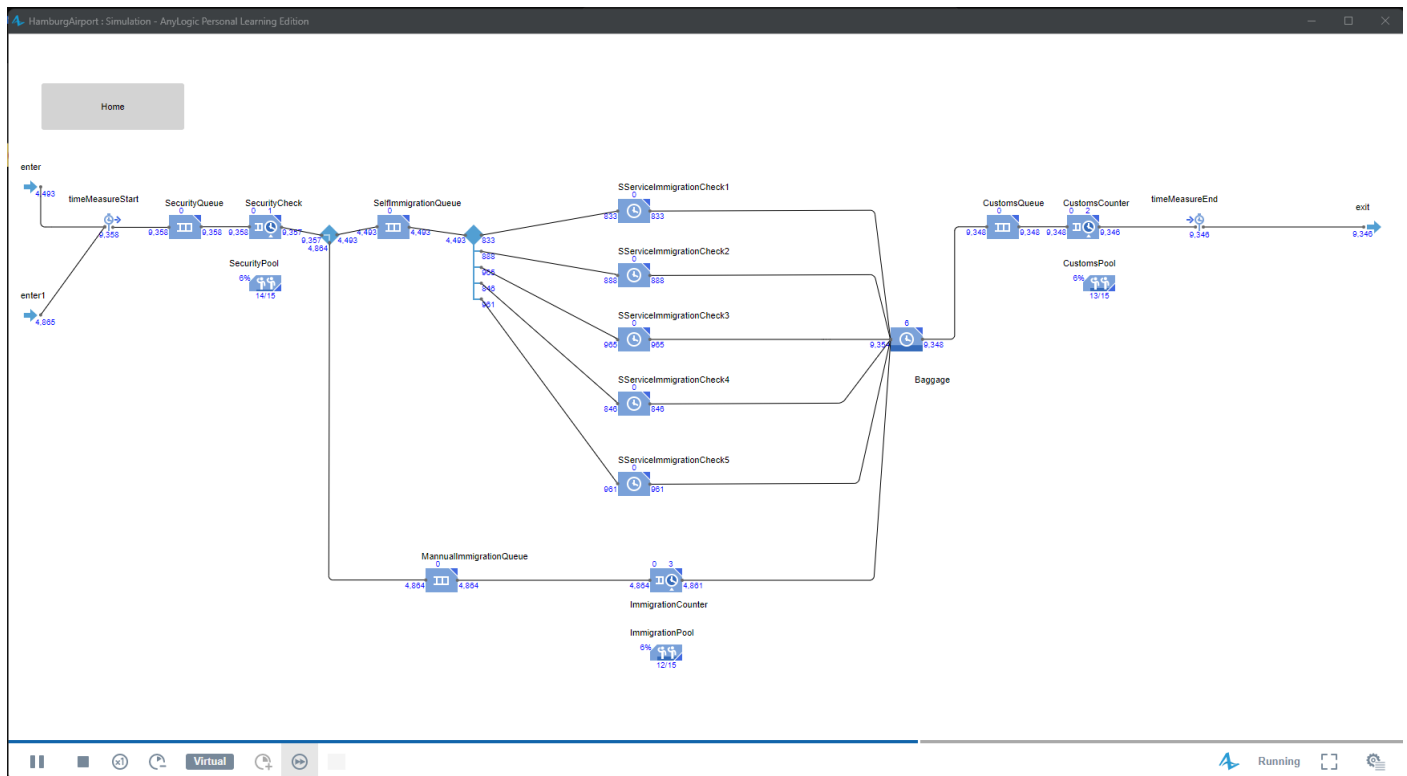 HamburgAirport : Simulation - AnyLogic Personal Learning Edition
Home
enter
4,493
timeMeasureStart
9,358
enter1
4,865
SecurityQueue
0
9,358 9,358
SecurityCheck
0 1
9,358 9,357
SecurityPool
6%
14/15
9,357 4,493
4,864
SelfImmigrationQueue
0
4,493 4,493
4,493 833
888
965
846
961
SServiceImmigrationCheck1
0
833 833
SServiceImmigrationCheck2
0
888 888
SServiceImmigrationCheck3
0
965 965
SServiceImmigrationCheck4
0
846 846
SServiceImmigrationCheck5
0
961 961
MannualImmigrationQueue
0
4,864 4,864
0 3
4,864 4,861
ImmigrationCounter
ImmigrationPool
6%
12/15
6
9,354 9,348
Baggage
CustomsQueue
0
9,348 9,348
CustomsCounter
0 2
9,348 9,346
CustomsPool
6%
13/15
timeMeasureEnd
9,346
exit
9,346
x1
Virtual
Running